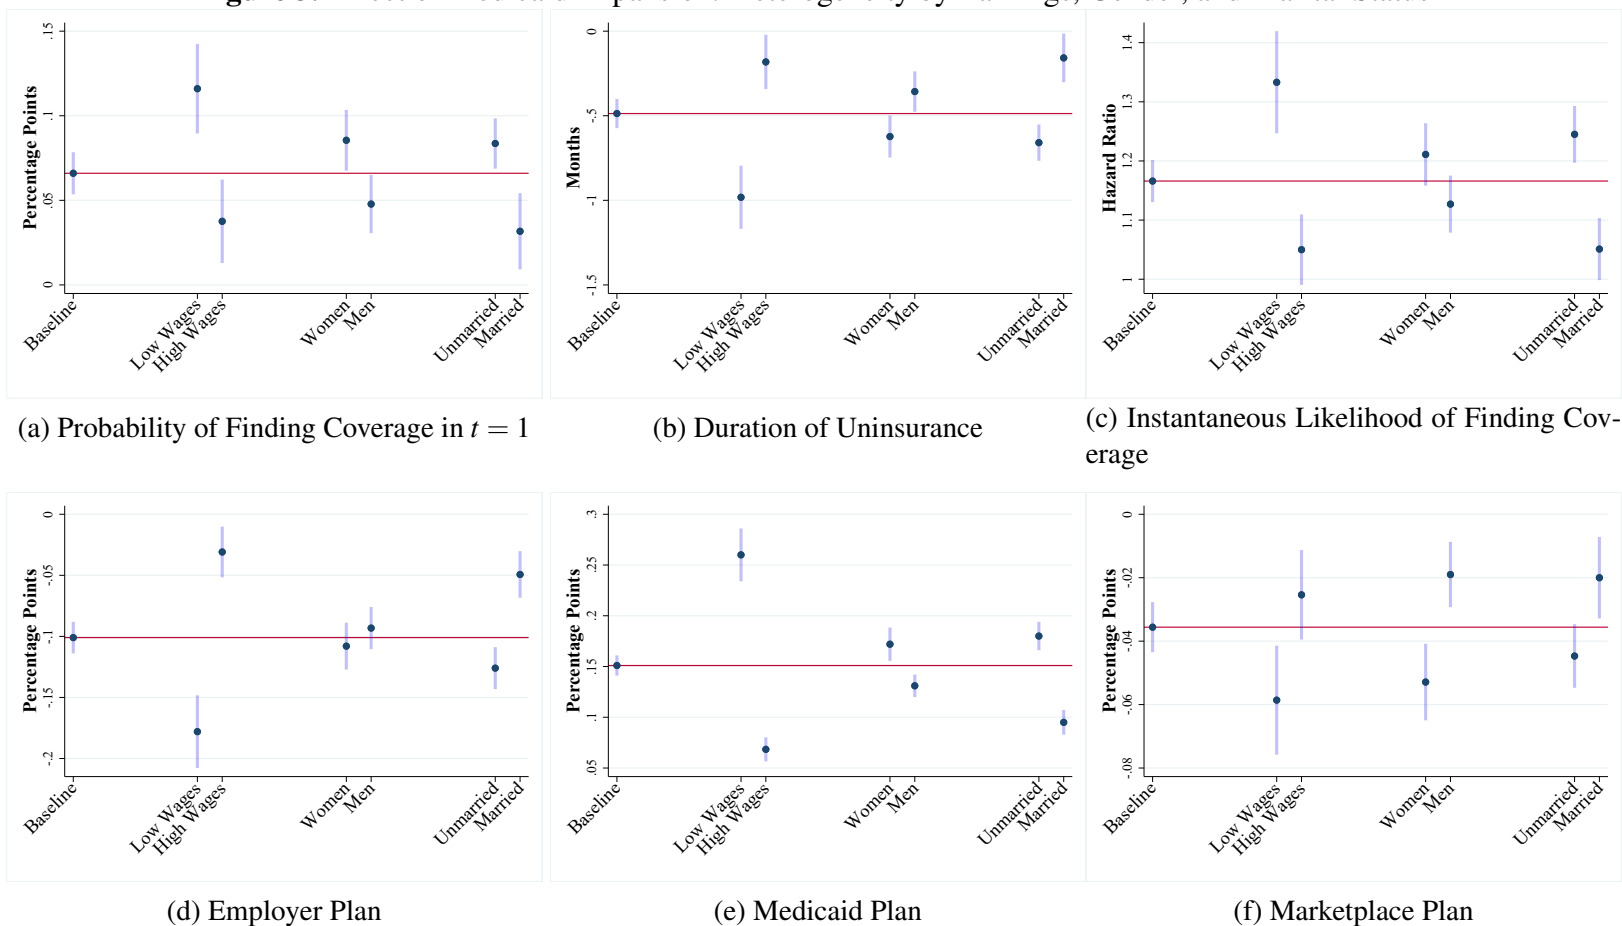 .15
.1
.05
0
Percentage Points
Baseline
Low Wages
High Wages
Women
Men
Unmarried
Married
(a) Probability of Finding Coverage in t = 1
0
-.5
-1
-1.5
Months
Baseline
Low Wages
High Wages
Women
Men
Unmarried
Married
(b) Duration of Uninsurance
1.4
1.3
1.2
1.1
1
Hazard Ratio
Baseline
Low Wages
High Wages
Women
Men
Unmarried
Married
(c) Instantaneous Likelihood of Finding Cov-
erage
0
-.05
-.1
-.15
-.2
Percentage Points
Baseline
Low Wages
High Wages
Women
Men
Unmarried
Married
(d) Employer Plan
.3
.25
.2
.15
.1
.05
Percentage Points
Baseline
Low Wages
High Wages
Women
Men
Unmarried
Married
(e) Medicaid Plan
0
-.02
-.04
-.06
-.08
Percentage Points
Baseline
Low Wages
High Wages
Women
Men
Unmarried
Married
(f) Marketplace Plan